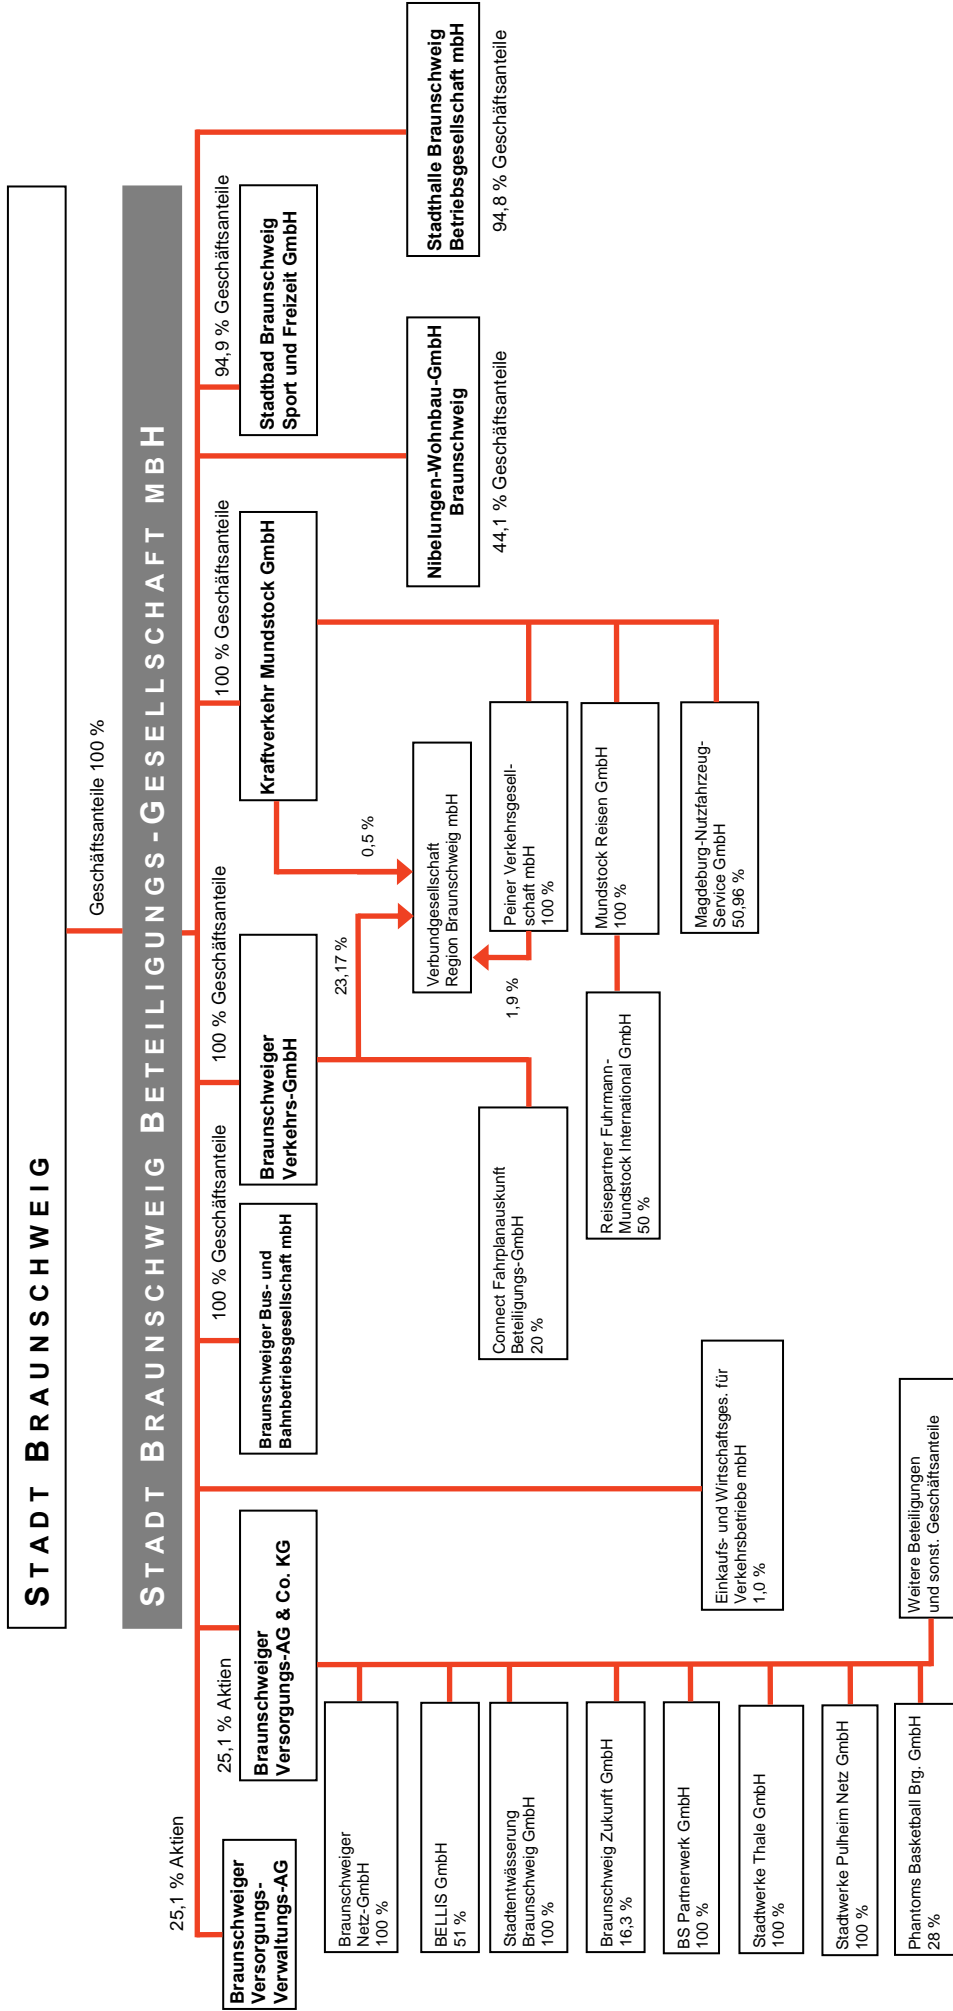 STADT BRAUNSCHWEIG
Geschäftsanteile 100 %
STADT BRAUNSCHWEIG BETEILIGUNGS-GESELLSCHAFT MBH
25,1 % Aktien
Braunschweiger
Versorgungs-
Verwaltungs-AG
25,1 % Aktien
Braunschweiger
Versorgungs-AG & Co. KG
100 % Geschäftsanteile
Braunschweiger Bus- und
Bahnbetriebsgesellschaft mbH
100 % Geschäftsanteile
Braunschweiger
Verkehrs-GmbH
100 % Geschäftsanteile
Kraftverkehr Mundstock GmbH
94,9 % Geschäftsanteile
Stadtbad Braunschweig
Sport und Freizeit GmbH
Nibelungen-Wohnbau-GmbH
Braunschweig
44,1 % Geschäftsanteile
Stadthalle Braunschweig
Betriebsgesellschaft mbH
94,8 % Geschäftsanteile
Braunschweiger
Netz-GmbH
100 %
BELLIS GmbH
51 %
Stadtentwässerung
Braunschweig GmbH
100 %
Braunschweig Zukunft GmbH
16,3 %
BS Partnerwerk GmbH
100 %
Stadtwerke Thale GmbH
100 %
Stadtwerke Pulheim Netz GmbH
100 %
Phantoms Basketball Brg. GmbH
28 %
Weitere Beteiligungen
und sonst. Geschäftsanteile
Einkaufs- und Wirtschaftsges. für
Verkehrsbetriebe mbH
1,0 %
23,17 %
0,5 %
Verbundgesellschaft
Region Braunschweig mbH
1,9 %
Connect Fahrplanauskunft
Beteiligungs-GmbH
20 %
Peiner Verkehrsgesell-
schaft mbH
100 %
Mundstock Reisen GmbH
100 %
Reisepartner Fuhrmann-
Mundstock International GmbH
50 %
Magdeburg-Nutzfahrzeug-
Service GmbH
50,96 %